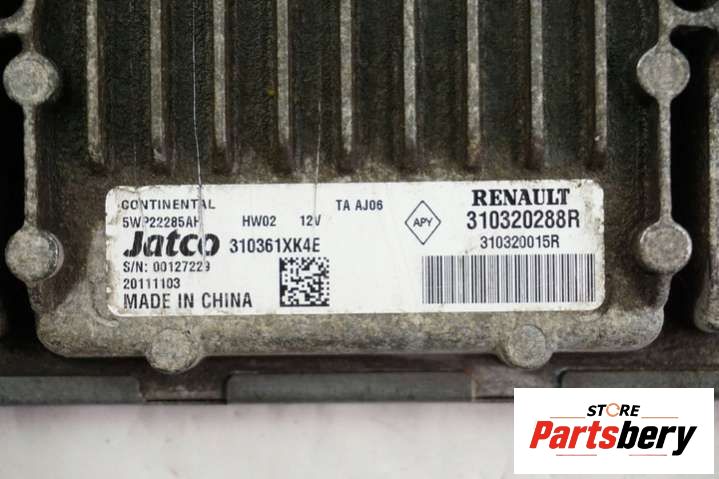 CONTINENTAL
5WP22285AH HW02 12V TA AJ06
Jatco 310361XK4E
S/N: 00127229
20111103
MADE IN CHINA
APY
RENAULT
310320288R
310320015R
STORE
Partsbery